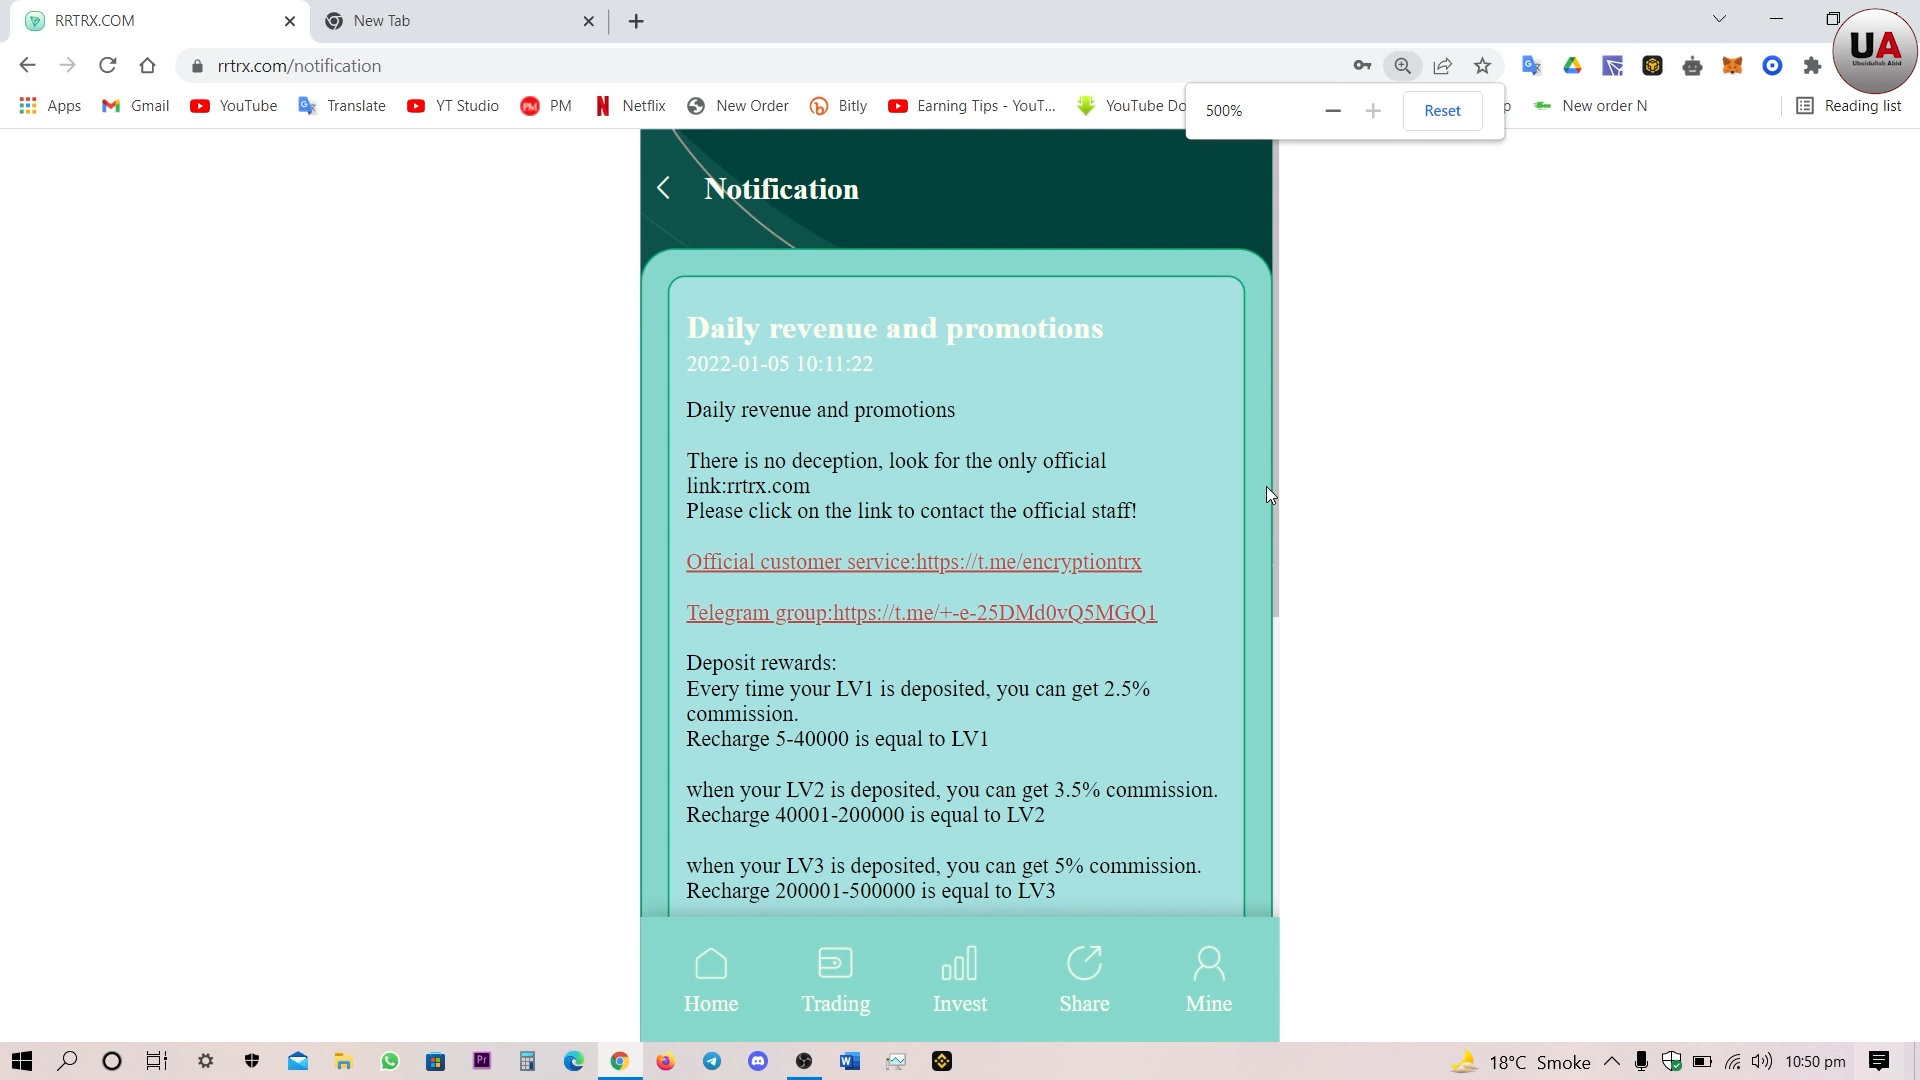 RRTRX.COM
New Tab
rrtrx.com/notification
UA
Ubaidullah Abid
Apps
Gmail
YouTube
Translate
YT Studio
PM
Netflix
New Order
Bitly
Earning Tips - YouT...
YouTube Do
New order N
Reading list
500%
Reset
Notification
Daily revenue and promotions
2022-01-05 10:11:22
Daily revenue and promotions
There is no deception, look for the only official
link:rrtrx.com
Please click on the link to contact the official staff!
Official customer service:https://t.me/encryptiontrx
Telegram group:https://t.me/+-e-25DMd0vQ5MGQ1
Deposit rewards:
Every time your LV1 is deposited, you can get 2.5%
commission.
Recharge 5-40000 is equal to LV1
when your LV2 is deposited, you can get 3.5% commission.
Recharge 40001-200000 is equal to LV2
when your LV3 is deposited, you can get 5% commission.
Recharge 200001-500000 is equal to LV3
Home
Trading
Invest
Share
Mine
18°C Smoke
10:50 pm